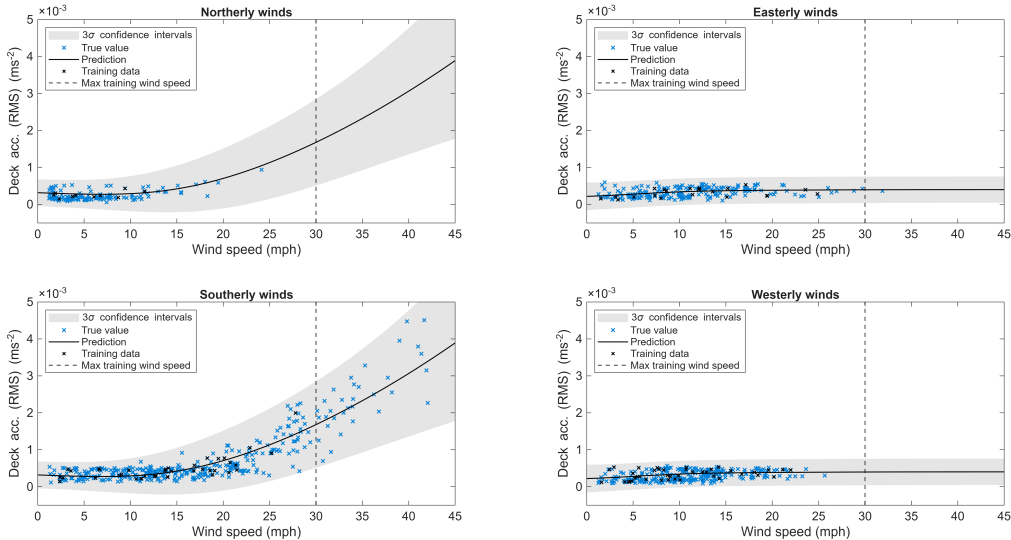 Northerly winds
5 ×10⁻³
3σ confidence intervals
True value
Prediction
Training data
Max training wind speed
4
3
2
1
0
Deck acc. (RMS) (ms⁻²)
0 5 10 15 20 25 30 35 40 45
Wind speed (mph)
Easterly winds
5 ×10⁻³
3σ confidence intervals
True value
Prediction
Training data
Max training wind speed
4
3
2
1
0
Deck acc. (RMS) (ms⁻²)
0 5 10 15 20 25 30 35 40 45
Wind speed (mph)
Southerly winds
5 ×10⁻³
3σ confidence intervals
True value
Prediction
Training data
Max training wind speed
4
3
2
1
0
Deck acc. (RMS) (ms⁻²)
0 5 10 15 20 25 30 35 40 45
Wind speed (mph)
Westerly winds
5 ×10⁻³
3σ confidence intervals
True value
Prediction
Training data
Max training wind speed
4
3
2
1
0
Deck acc. (RMS) (ms⁻²)
0 5 10 15 20 25 30 35 40 45
Wind speed (mph)